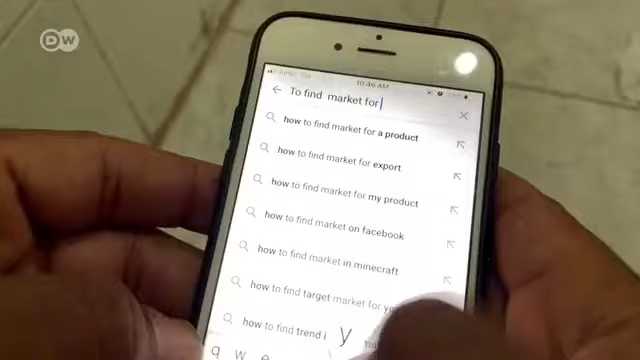 DW
10:46 AM
To find market for
how to find market for a product
how to find market for export
how to find market for my product
how to find market on facebook
how to find market in minecraft
how to find target market for
how to find trend i
y
q w e